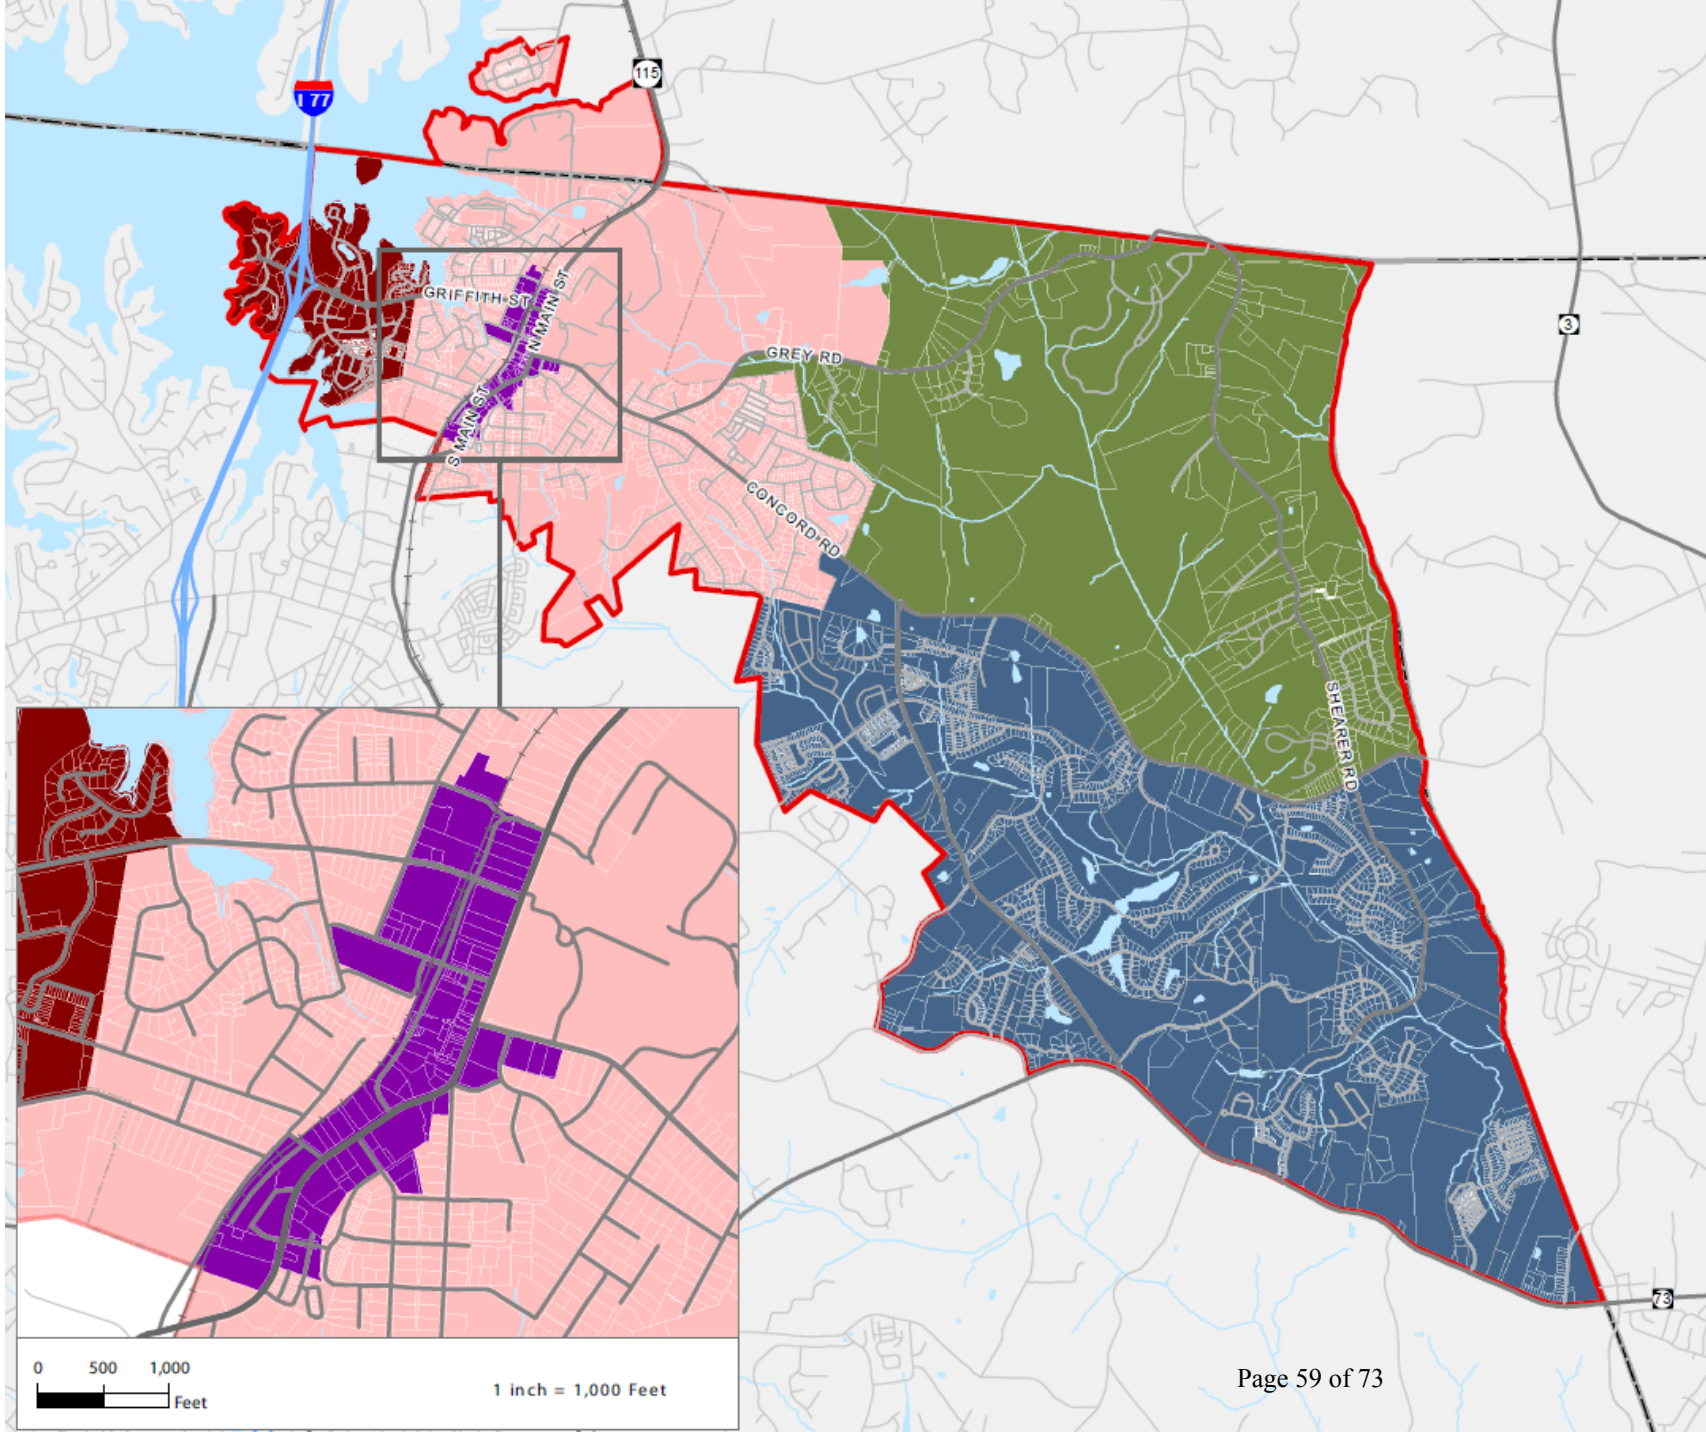 115
I 77
GRIFFITH ST
N MAIN ST
3
GREY RD
S MAIN ST
CONCORD RD
SHEARER RD
73
0 500 1,000
Feet
1 inch = 1,000 Feet
Page 59 of 73